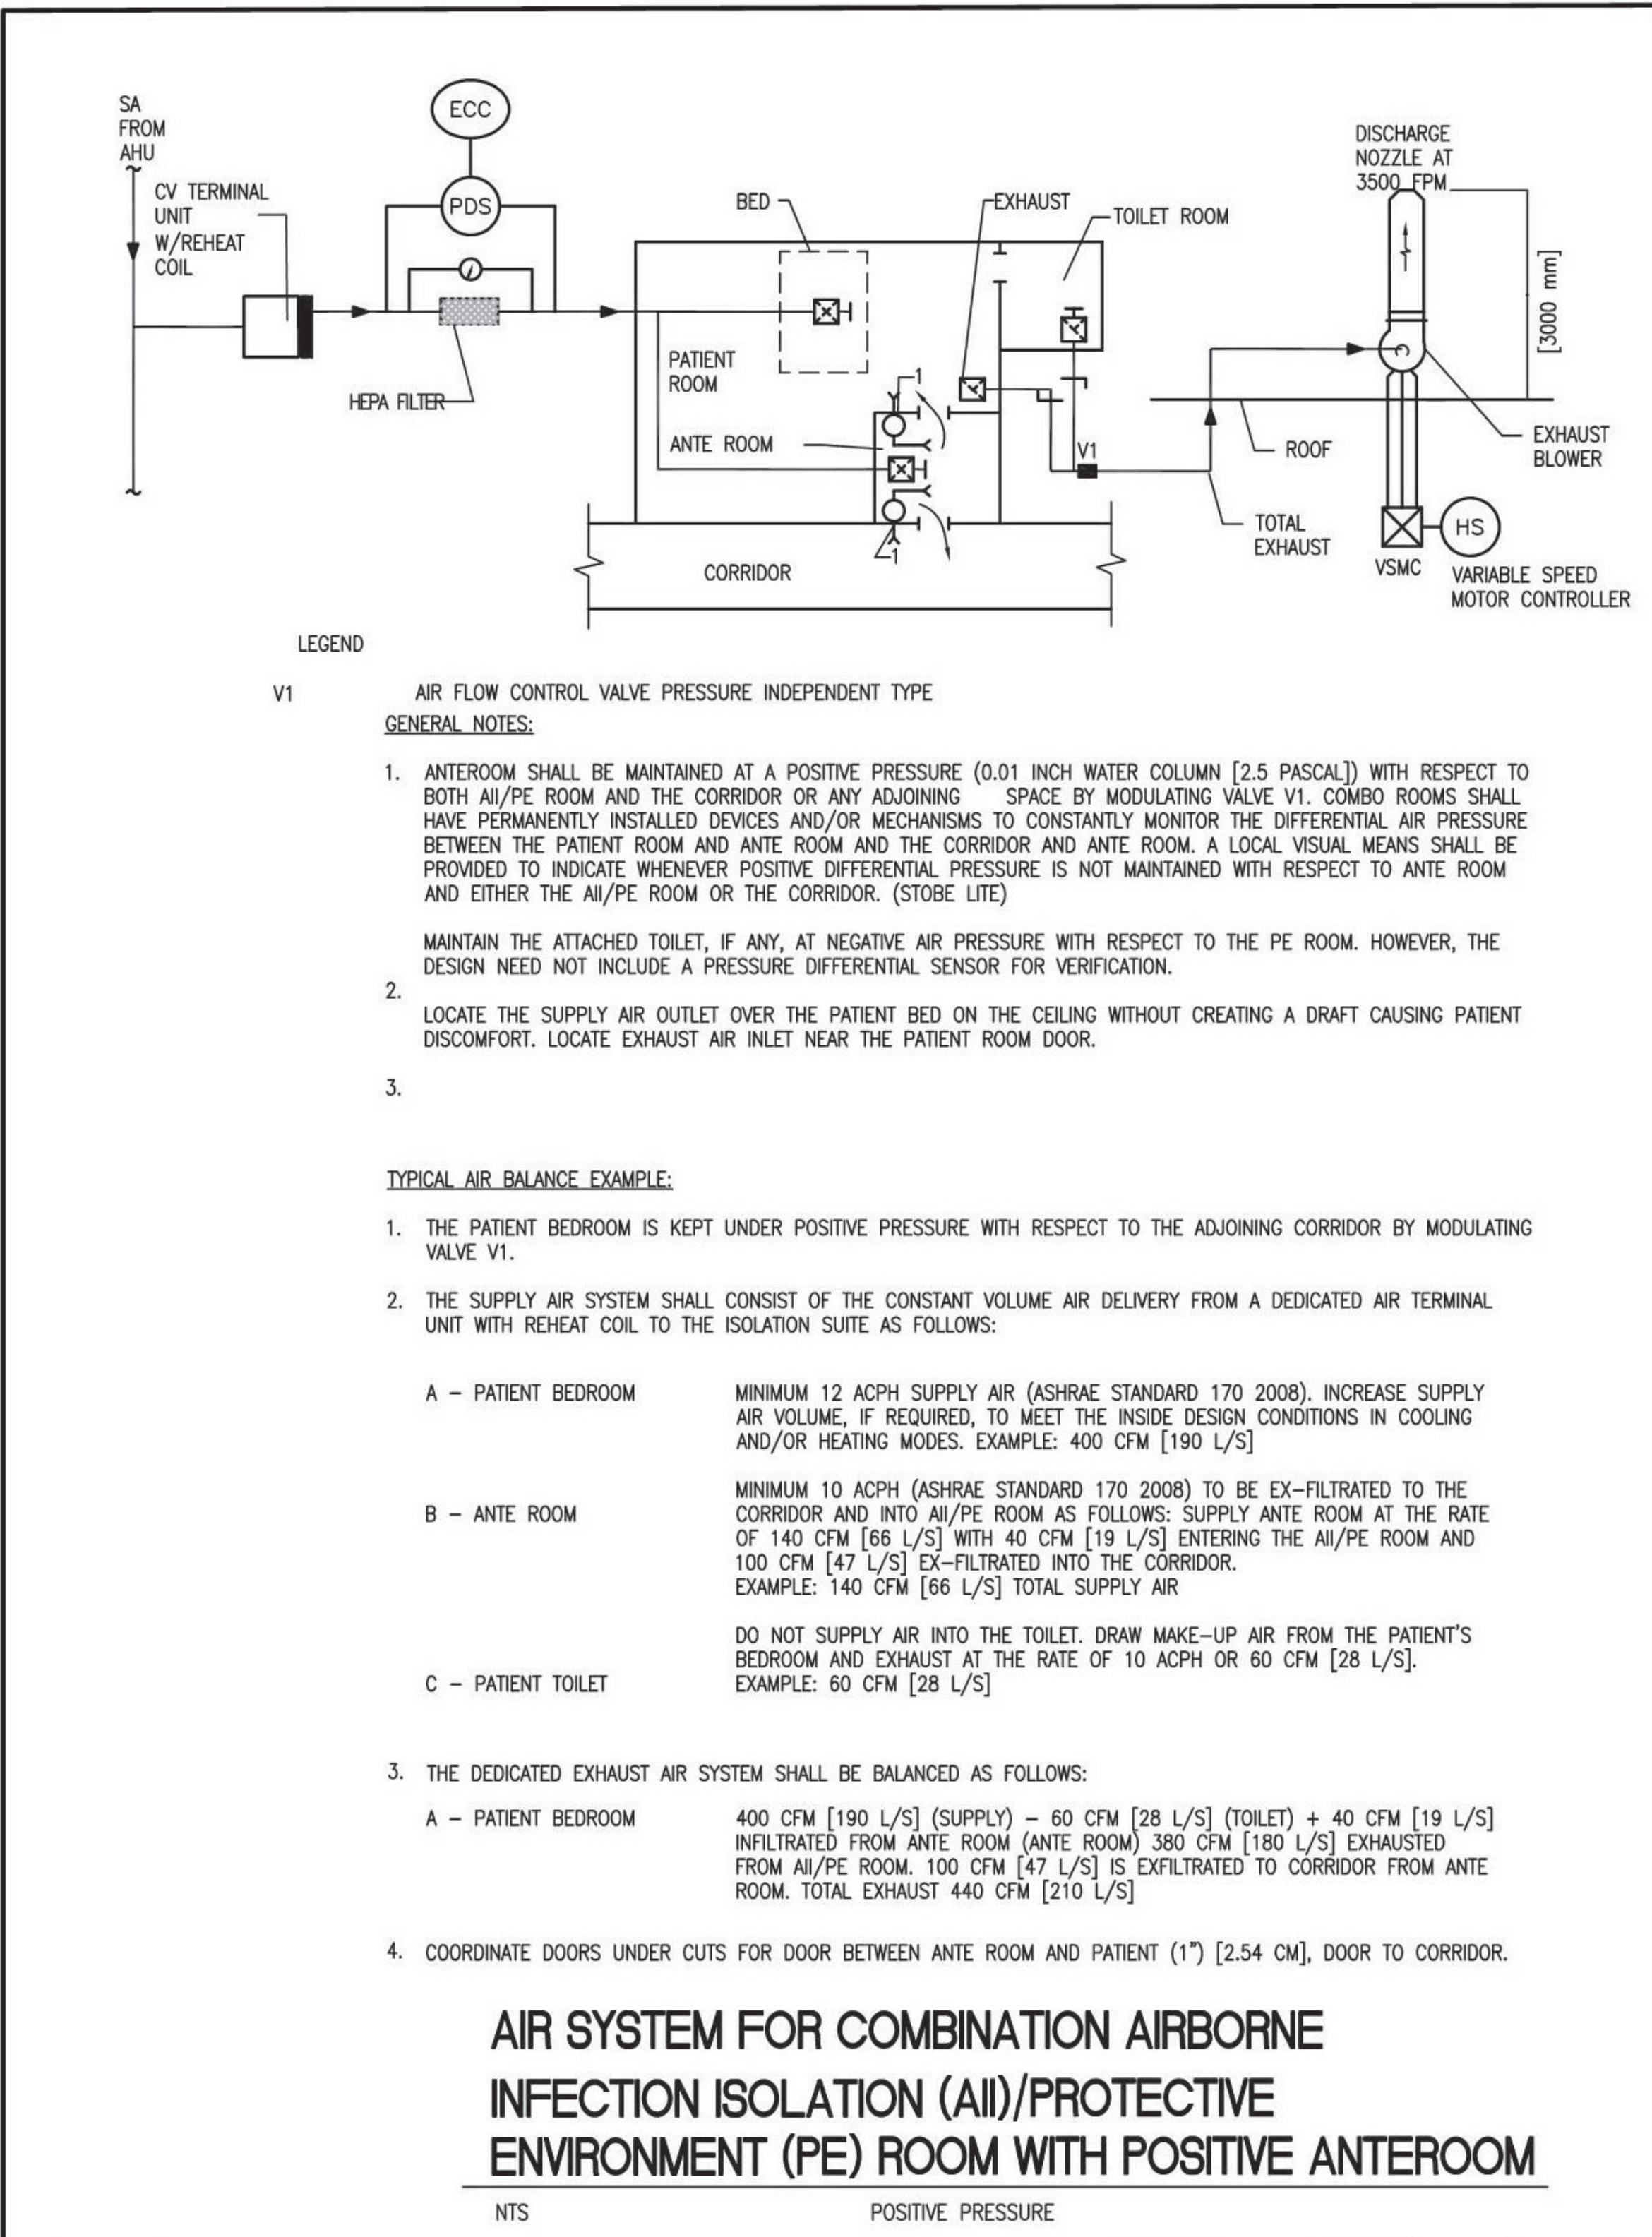 SA
FROM
AHU
CV TERMINAL
UNIT
W/REHEAT
COIL
ECC
PDS
HEPA FILTER
BED
EXHAUST
TOILET ROOM
PATIENT
ROOM
1
ANTE ROOM
1
CORRIDOR
V1
DISCHARGE
NOZZLE AT
3500 FPM
[3000 mm]
ROOF
EXHAUST
BLOWER
TOTAL
EXHAUST
HS
VSMC
VARIABLE SPEED
MOTOR CONTROLLER
LEGEND
V1 AIR FLOW CONTROL VALVE PRESSURE INDEPENDENT TYPE
GENERAL NOTES:
1. ANTEROOM SHALL BE MAINTAINED AT A POSITIVE PRESSURE (0.01 INCH WATER COLUMN [2.5 PASCAL]) WITH RESPECT TO
BOTH AII/PE ROOM AND THE CORRIDOR OR ANY ADJOINING SPACE BY MODULATING VALVE V1. COMBO ROOMS SHALL
HAVE PERMANENTLY INSTALLED DEVICES AND/OR MECHANISMS TO CONSTANTLY MONITOR THE DIFFERENTIAL AIR PRESSURE
BETWEEN THE PATIENT ROOM AND ANTE ROOM AND THE CORRIDOR AND ANTE ROOM. A LOCAL VISUAL MEANS SHALL BE
PROVIDED TO INDICATE WHENEVER POSITIVE DIFFERENTIAL PRESSURE IS NOT MAINTAINED WITH RESPECT TO ANTE ROOM
AND EITHER THE AII/PE ROOM OR THE CORRIDOR. (STOBE LITE)
MAINTAIN THE ATTACHED TOILET, IF ANY, AT NEGATIVE AIR PRESSURE WITH RESPECT TO THE PE ROOM. HOWEVER, THE
DESIGN NEED NOT INCLUDE A PRESSURE DIFFERENTIAL SENSOR FOR VERIFICATION.
2.
LOCATE THE SUPPLY AIR OUTLET OVER THE PATIENT BED ON THE CEILING WITHOUT CREATING A DRAFT CAUSING PATIENT
DISCOMFORT. LOCATE EXHAUST AIR INLET NEAR THE PATIENT ROOM DOOR.
3.
TYPICAL AIR BALANCE EXAMPLE:
1. THE PATIENT BEDROOM IS KEPT UNDER POSITIVE PRESSURE WITH RESPECT TO THE ADJOINING CORRIDOR BY MODULATING
VALVE V1.
2. THE SUPPLY AIR SYSTEM SHALL CONSIST OF THE CONSTANT VOLUME AIR DELIVERY FROM A DEDICATED AIR TERMINAL
UNIT WITH REHEAT COIL TO THE ISOLATION SUITE AS FOLLOWS:
A – PATIENT BEDROOM MINIMUM 12 ACPH SUPPLY AIR (ASHRAE STANDARD 170 2008). INCREASE SUPPLY
AIR VOLUME, IF REQUIRED, TO MEET THE INSIDE DESIGN CONDITIONS IN COOLING
AND/OR HEATING MODES. EXAMPLE: 400 CFM [190 L/S]
MINIMUM 10 ACPH (ASHRAE STANDARD 170 2008) TO BE EX–FILTRATED TO THE
B – ANTE ROOM CORRIDOR AND INTO AII/PE ROOM AS FOLLOWS: SUPPLY ANTE ROOM AT THE RATE
OF 140 CFM [66 L/S] WITH 40 CFM [19 L/S] ENTERING THE AII/PE ROOM AND
100 CFM [47 L/S] EX–FILTRATED INTO THE CORRIDOR.
EXAMPLE: 140 CFM [66 L/S] TOTAL SUPPLY AIR
DO NOT SUPPLY AIR INTO THE TOILET. DRAW MAKE–UP AIR FROM THE PATIENT'S
BEDROOM AND EXHAUST AT THE RATE OF 10 ACPH OR 60 CFM [28 L/S].
C – PATIENT TOILET EXAMPLE: 60 CFM [28 L/S]
3. THE DEDICATED EXHAUST AIR SYSTEM SHALL BE BALANCED AS FOLLOWS:
A – PATIENT BEDROOM 400 CFM [190 L/S] (SUPPLY) – 60 CFM [28 L/S] (TOILET) + 40 CFM [19 L/S]
INFILTRATED FROM ANTE ROOM (ANTE ROOM) 380 CFM [180 L/S] EXHAUSTED
FROM AII/PE ROOM. 100 CFM [47 L/S] IS EXFILTRATED TO CORRIDOR FROM ANTE
ROOM. TOTAL EXHAUST 440 CFM [210 L/S]
4. COORDINATE DOORS UNDER CUTS FOR DOOR BETWEEN ANTE ROOM AND PATIENT (1") [2.54 CM], DOOR TO CORRIDOR.
AIR SYSTEM FOR COMBINATION AIRBORNE
INFECTION ISOLATION (AII)/PROTECTIVE
ENVIRONMENT (PE) ROOM WITH POSITIVE ANTEROOM
NTS POSITIVE PRESSURE